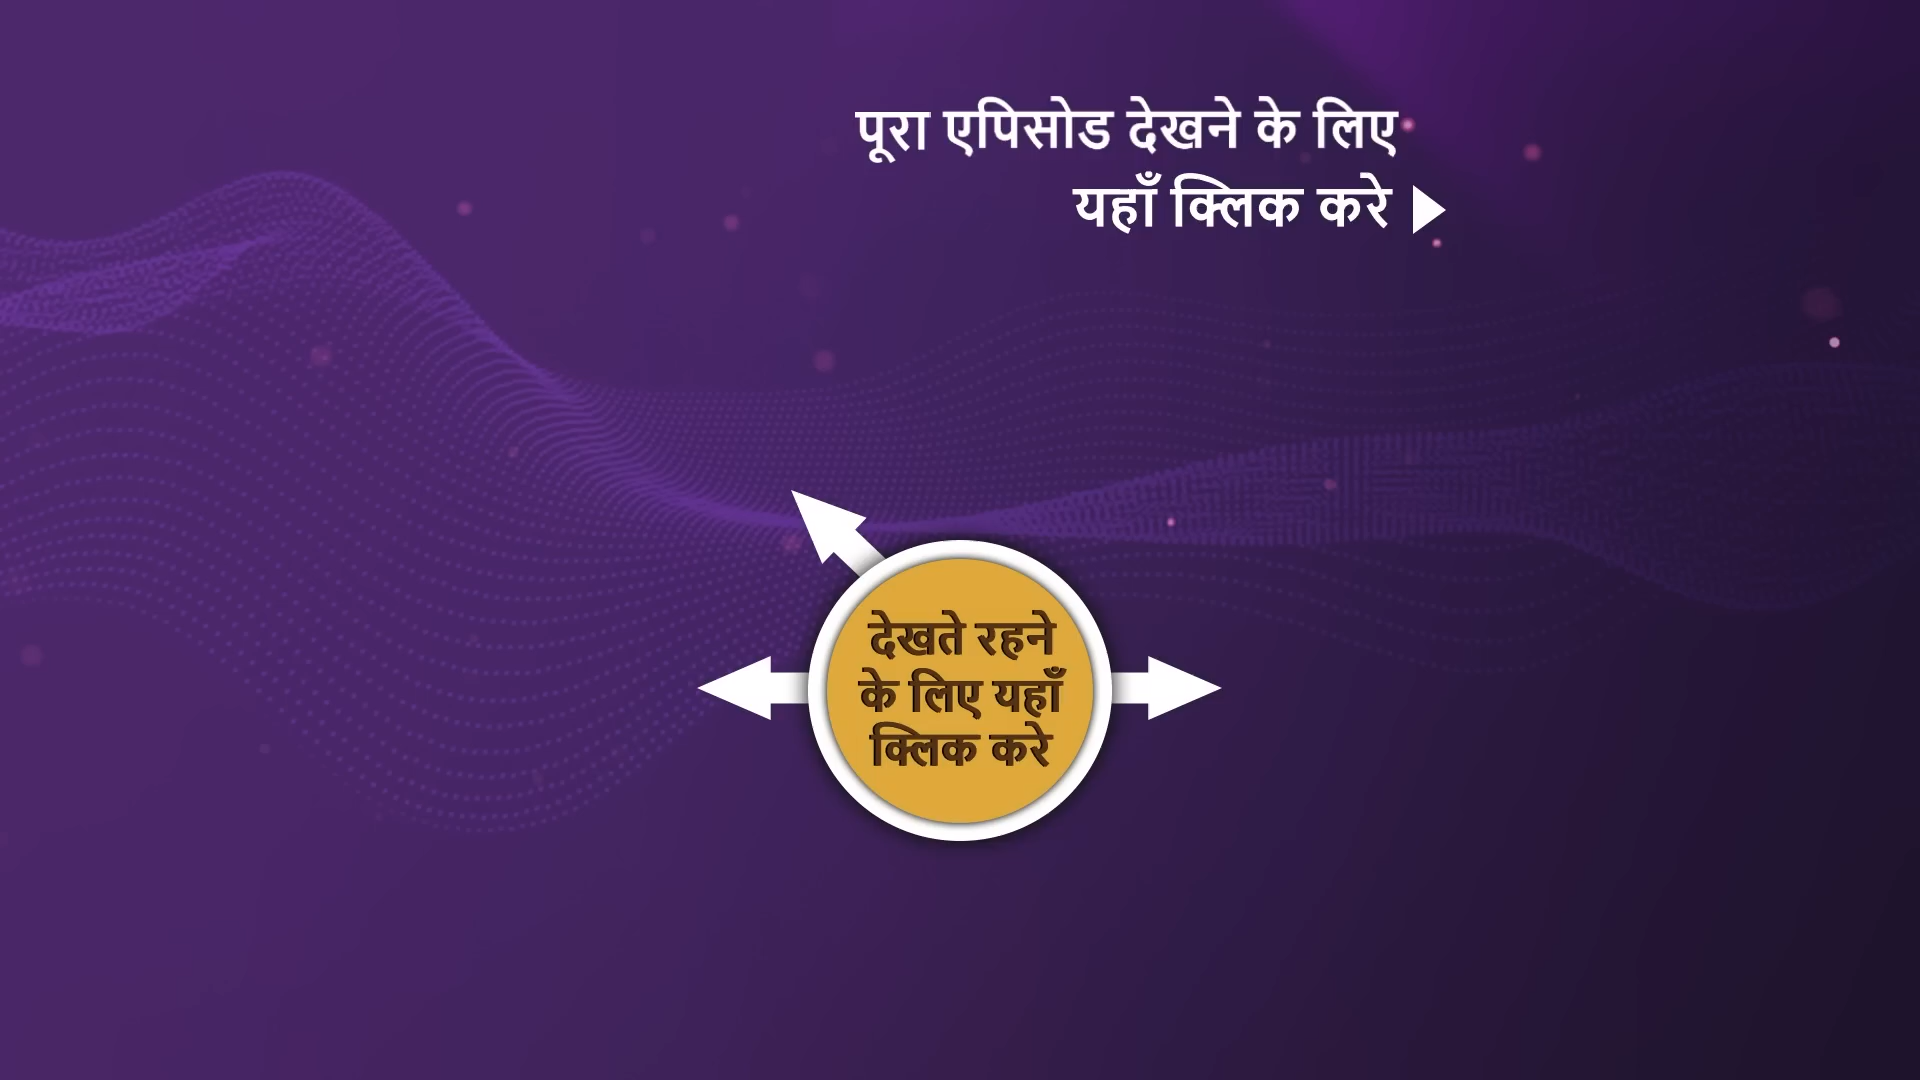 पूरा एपिसोड देखने के लिए
यहाँ क्लिक करे
देखते रहने
के लिए यहाँ
क्लिक करे